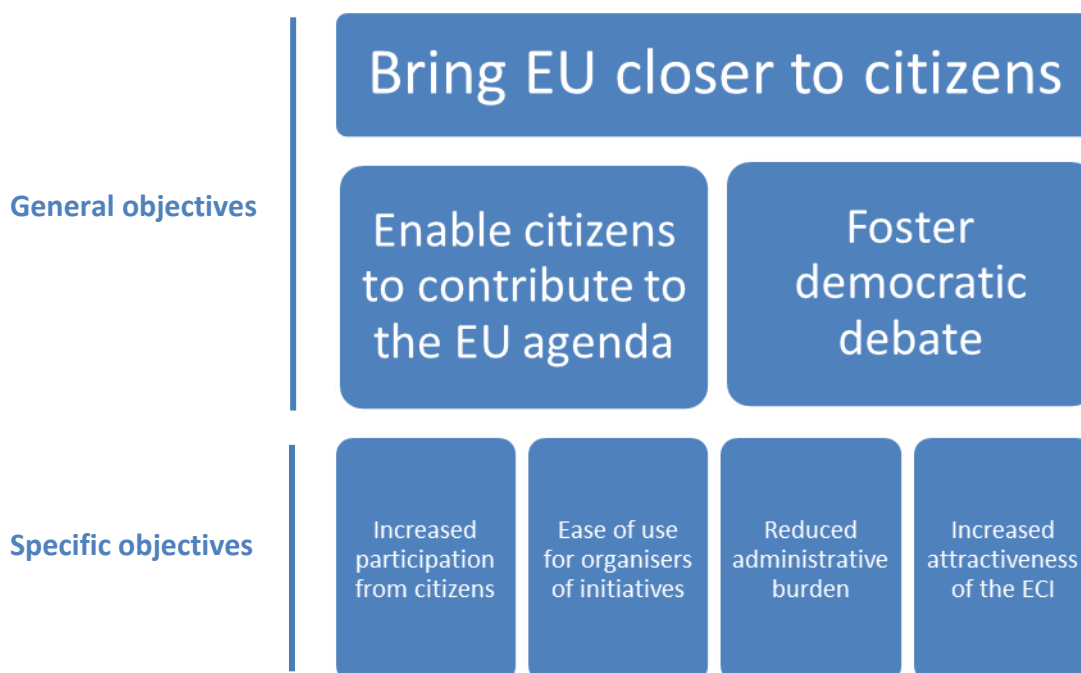 Bring EU closer to citizens
General objectives
Enable citizens
to contribute to
the EU agenda
Foster
democratic
debate
Specific objectives
Increased
participation
from citizens
Ease of use
for organisers
of initiatives
Reduced
administrative
burden
Increased
attractiveness
of the ECI